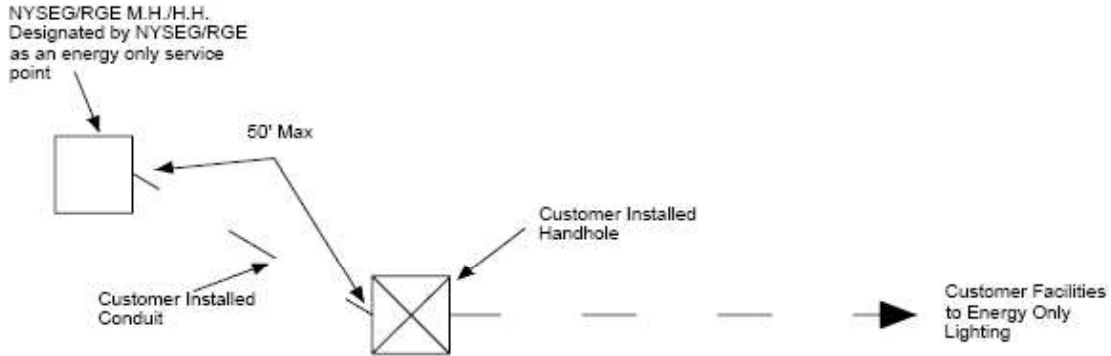 NYSEG/RGE M.H./H.H.
Designated by NYSEG/RGE
as an energy only service
point
50' Max
Customer Installed
Handhole
Customer Installed
Conduit
Customer Facilities
to Energy Only
Lighting